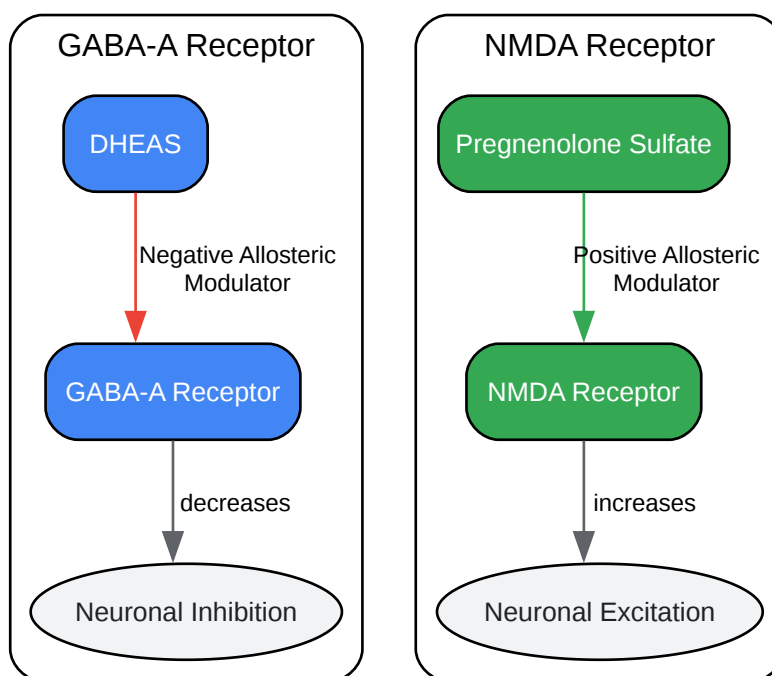 GABA-A Receptor
DHEAS
Negative Allosteric
Modulator
GABA-A Receptor
decreases
Neuronal Inhibition
NMDA Receptor
Pregnenolone Sulfate
Positive Allosteric
Modulator
NMDA Receptor
increases
Neuronal Excitation